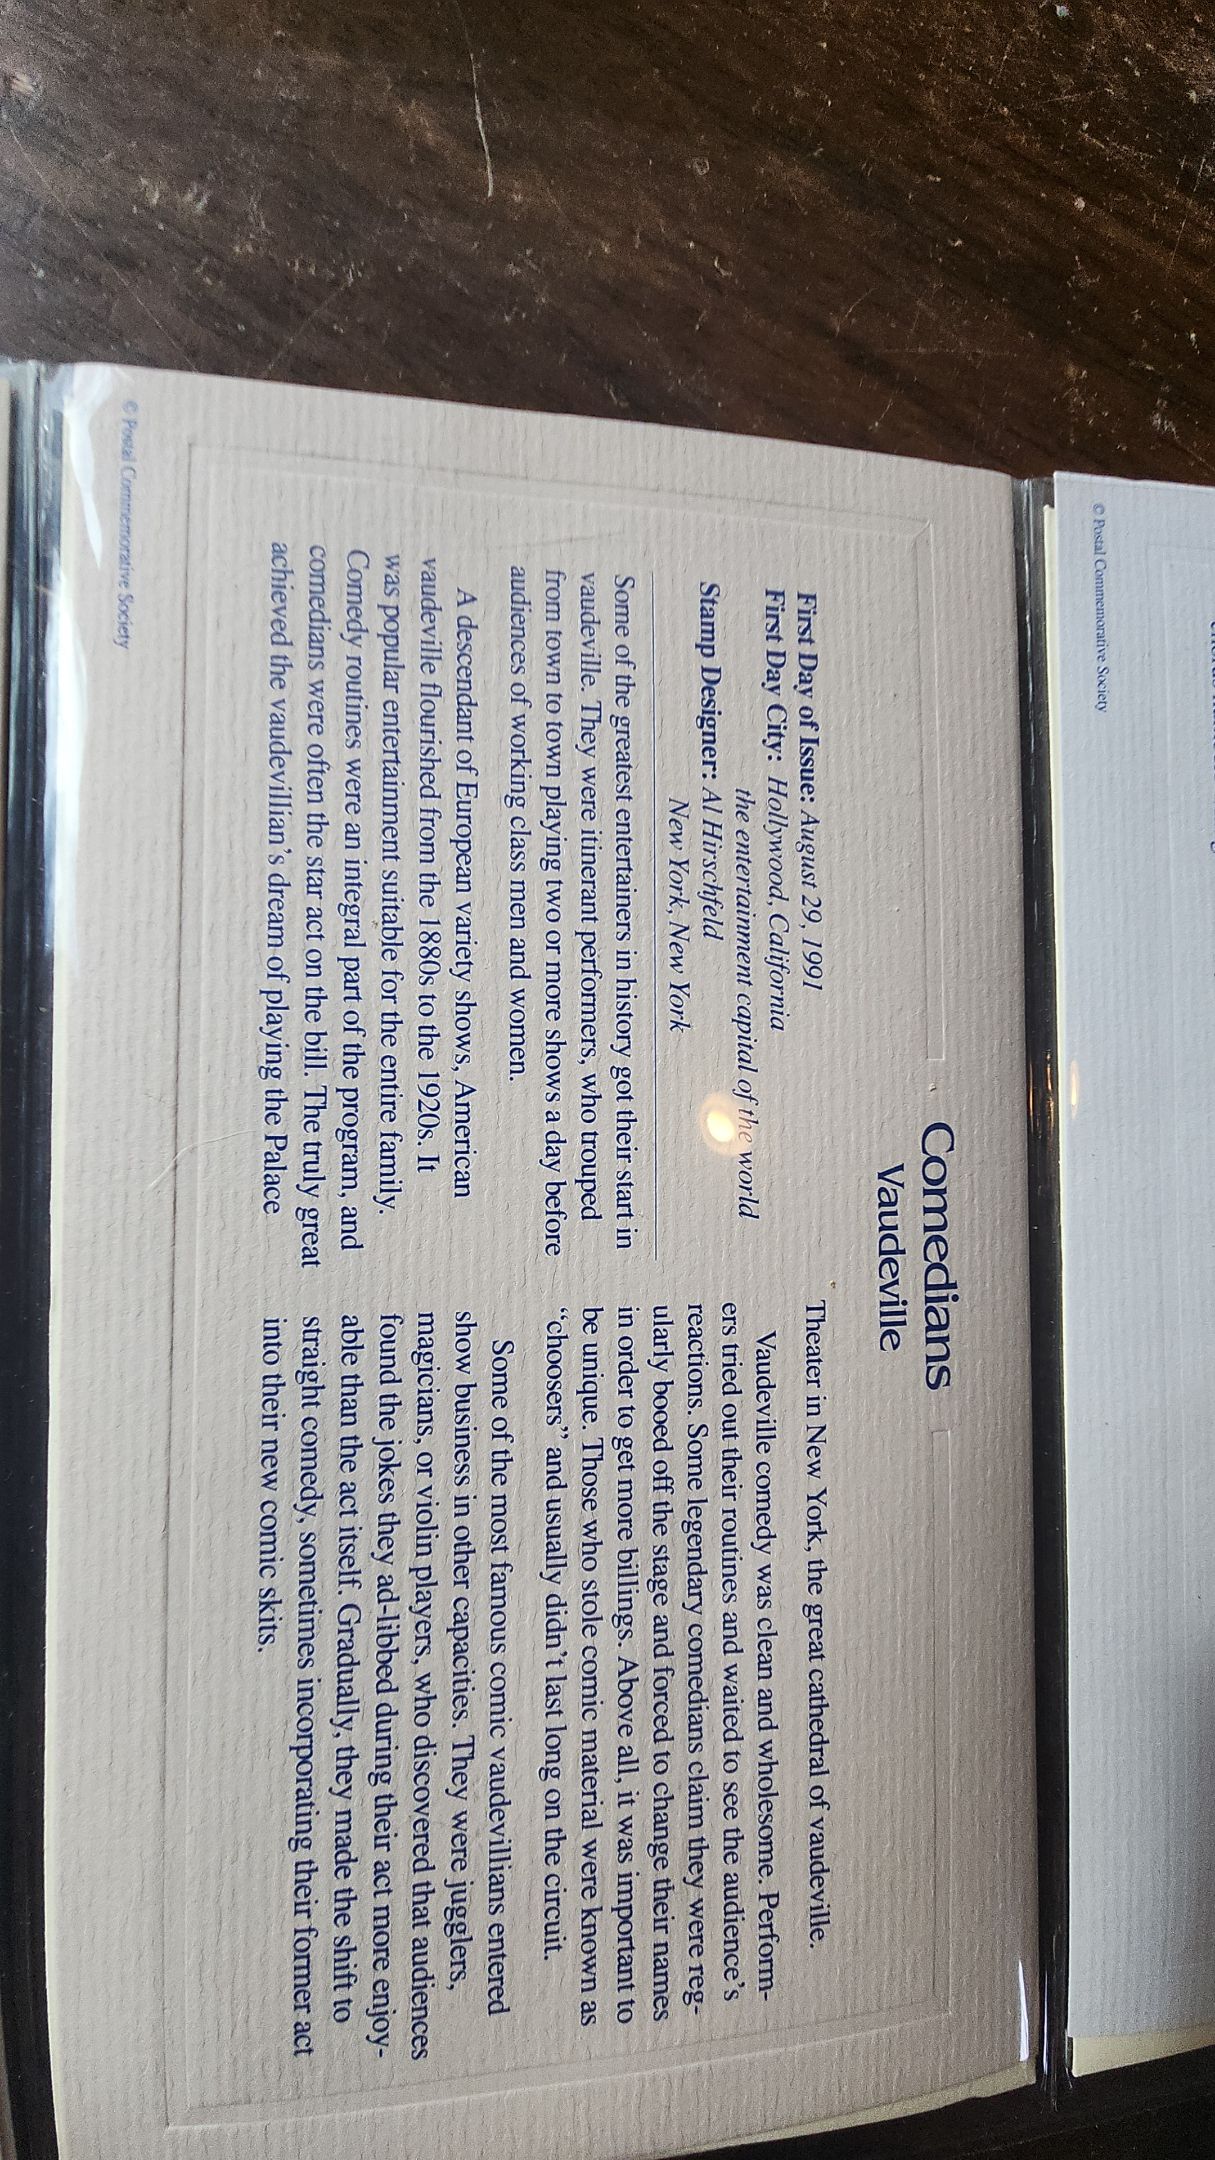 Comedians
Vaudeville
First Day of Issue: August 29, 1991
First Day City: Hollywood, California
the entertainment capital of the world
Stamp Designer: Al Hirschfeld
New York, New York
Some of the greatest entertainers in history got their start in
vaudeville. They were itinerant performers, who trouped
from town to town playing two or more shows a day before
audiences of working class men and women.
A descendant of European variety shows, American
vaudeville flourished from the 1880s to the 1920s. It
was popular entertainment suitable for the entire family.
Comedy routines were an integral part of the program, and
comedians were often the star act on the bill. The truly great
achieved the vaudevillian's dream of playing the Palace
Theater in New York, the great cathedral of vaudeville.
Vaudeville comedy was clean and wholesome. Perform-
ers tried out their routines and waited to see the audience's
reactions. Some legendary comedians claim they were reg-
ularly booed off the stage and forced to change their names
in order to get more billings. Above all, it was important to
be unique. Those who stole comic material were known as
“choosers” and usually didn't last long on the circuit.
Some of the most famous comic vaudevillians entered
show business in other capacities. They were jugglers,
magicians, or violin players, who discovered that audiences
found the jokes they ad-libbed during their act more enjoy-
able than the act itself. Gradually, they made the shift to
straight comedy, sometimes incorporating their former act
into their new comic skits.
© Postal Commemorative Society
© Postal Commemorative Society